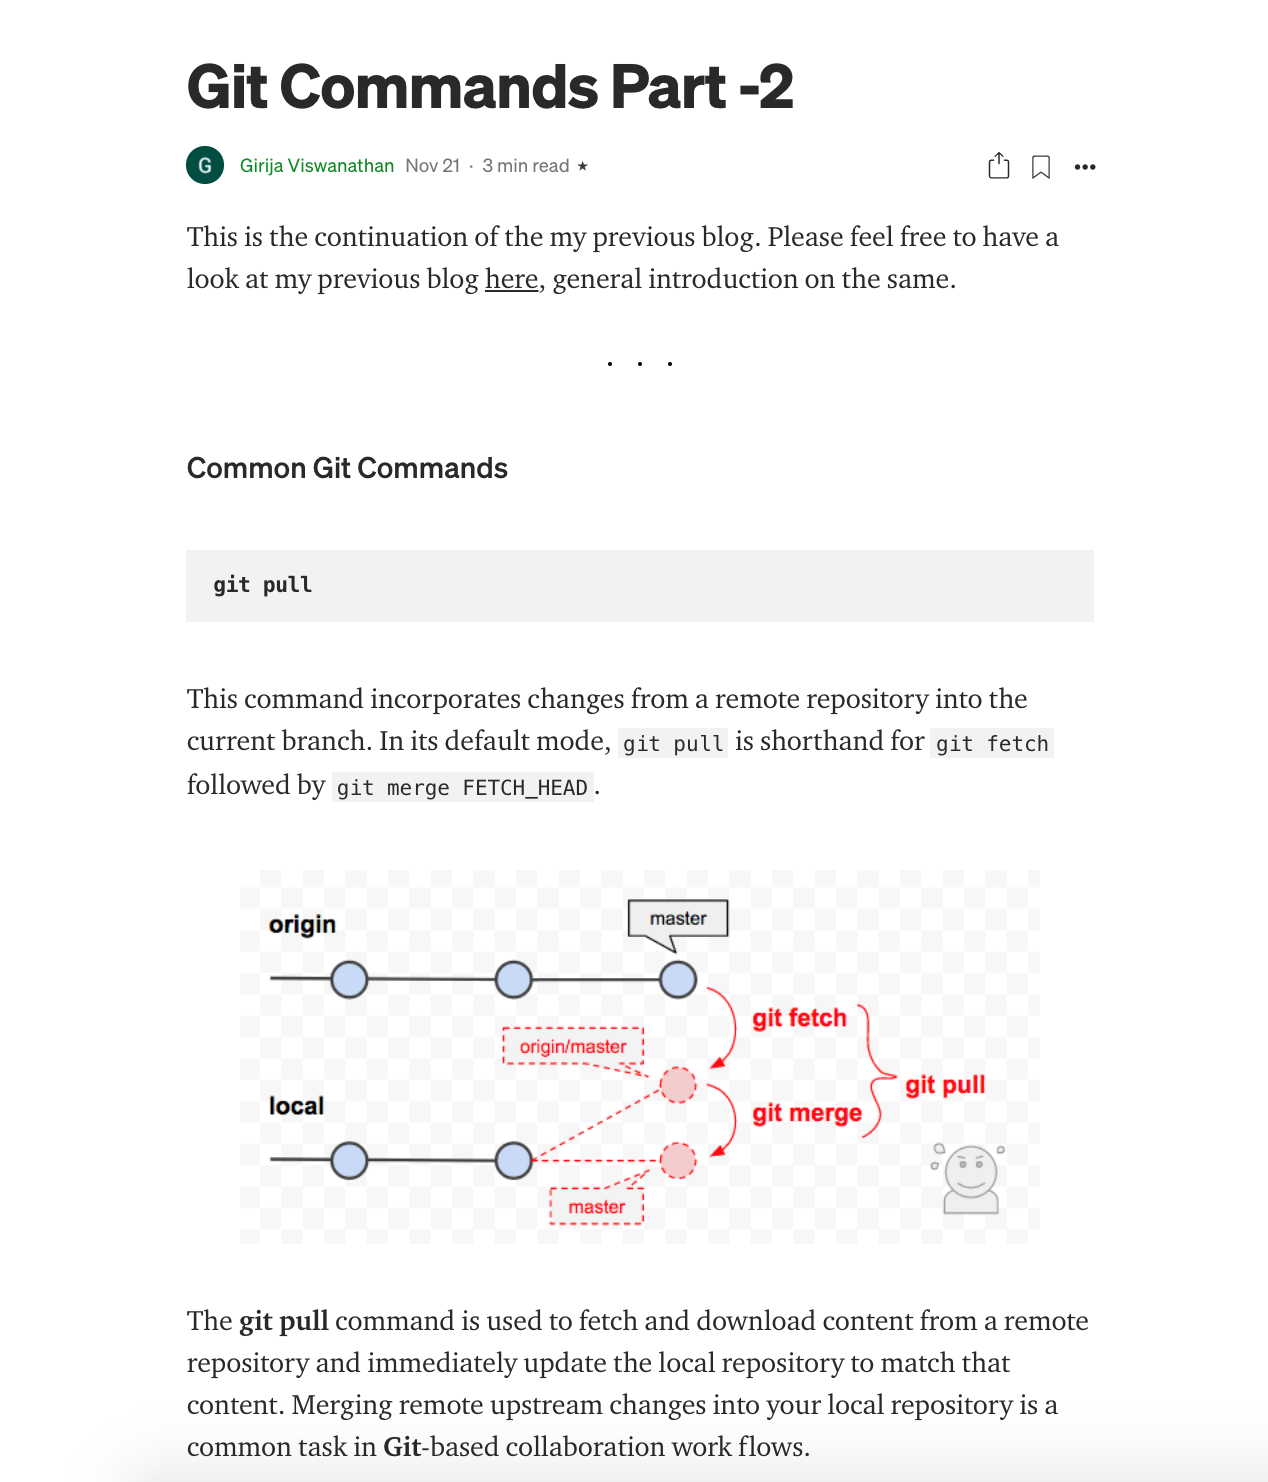 Git Commands Part -2
G
Girija Viswanathan Nov 21 · 3 min read ★
This is the continuation of the my previous blog. Please feel free to have a
look at my previous blog here, general introduction on the same.
. . .
Common Git Commands
git pull
This command incorporates changes from a remote repository into the
current branch. In its default mode, git pull is shorthand for git fetch
followed by git merge FETCH_HEAD.
master
origin
git fetch
origin/master
git pull
local
git merge
master
The git pull command is used to fetch and download content from a remote
repository and immediately update the local repository to match that
content. Merging remote upstream changes into your local repository is a
common task in Git-based collaboration work flows.